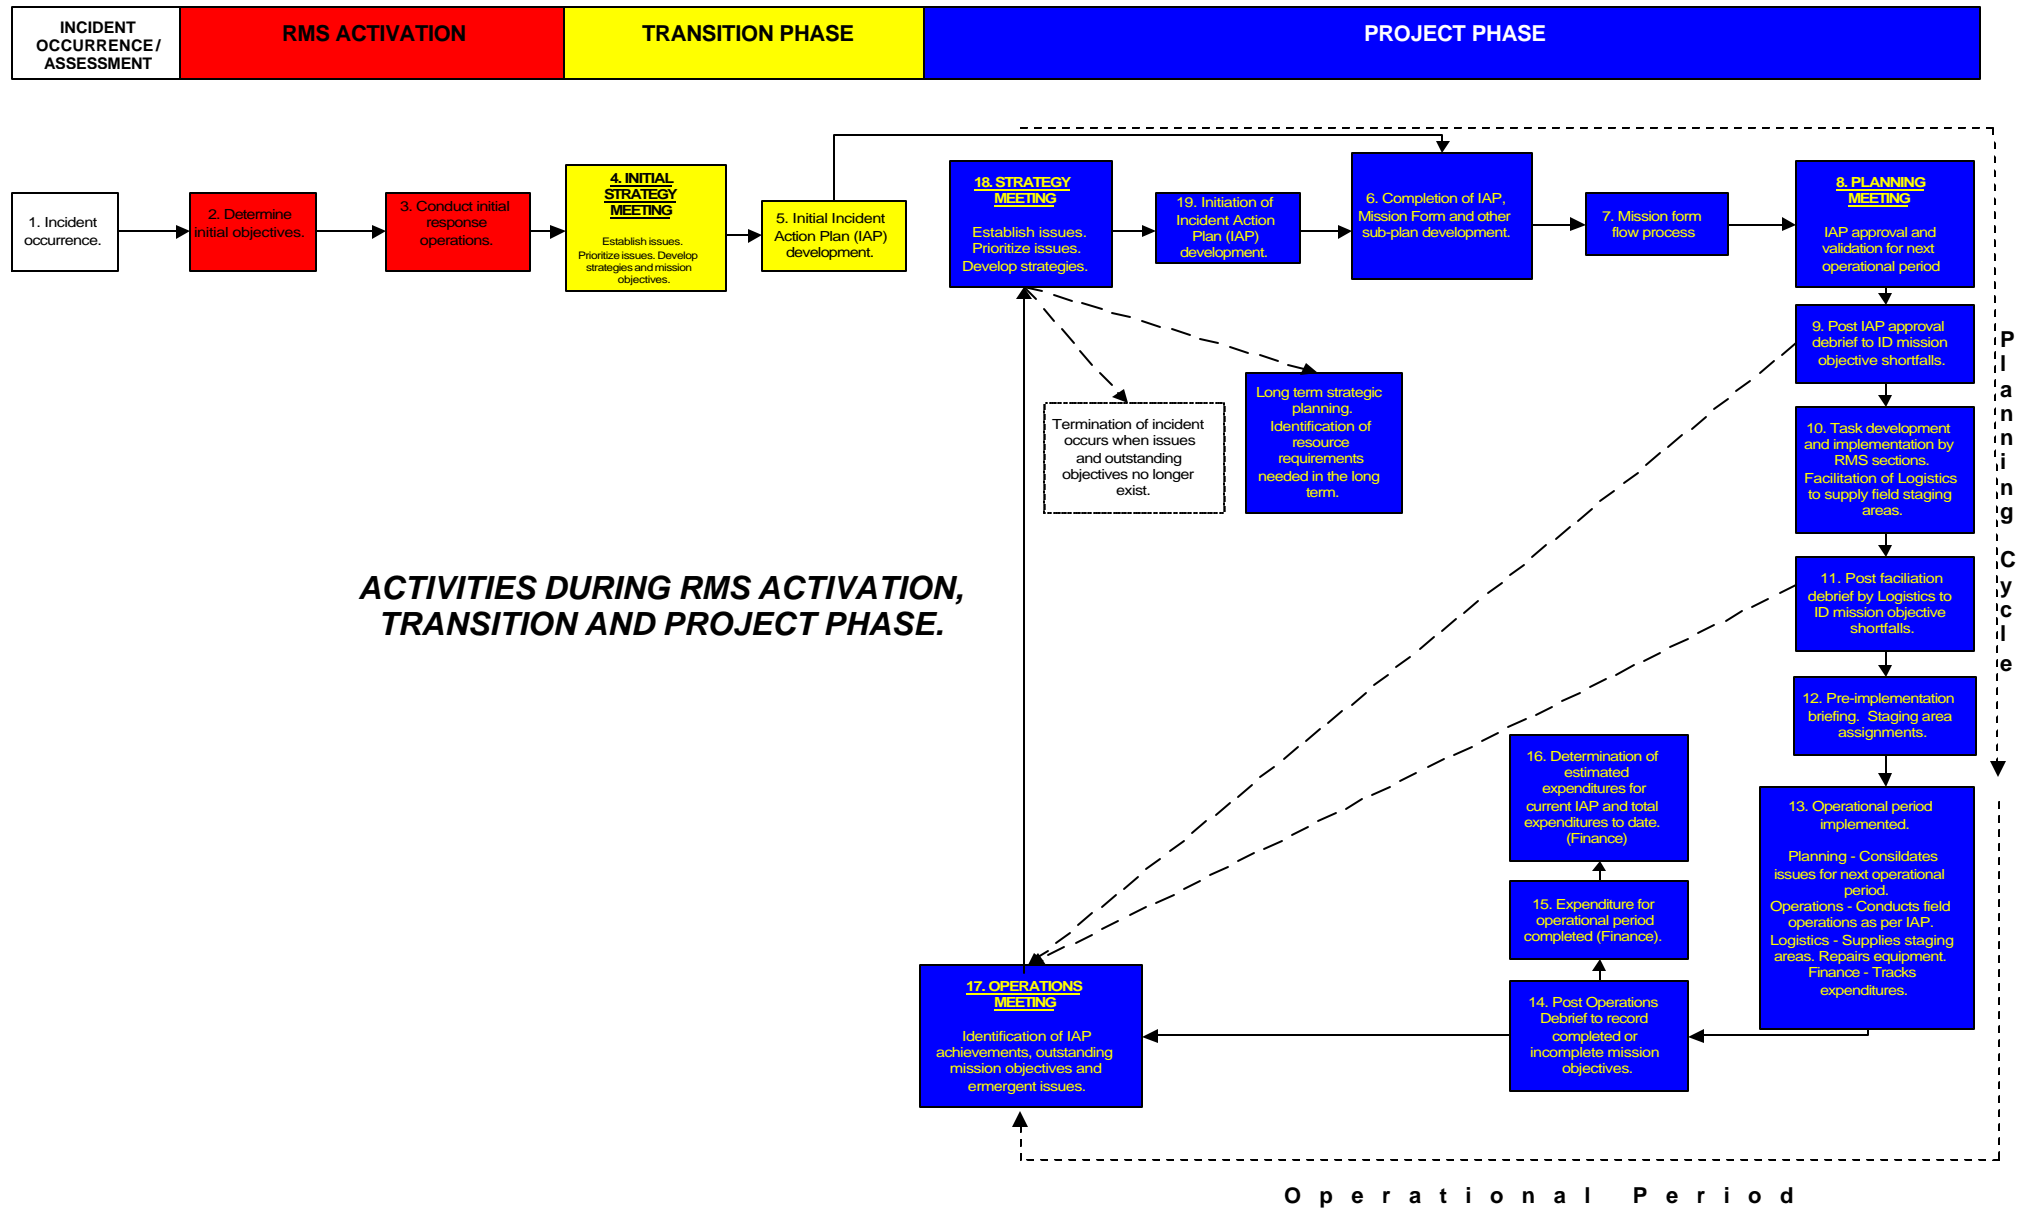 INCIDENT
OCCURRENCE/
ASSESSMENT
RMS ACTIVATION
TRANSITION PHASE
PROJECT PHASE
1. Incident
occurrence.
2. Determine
initial objectives.
3. Conduct initial
response
operations.
4. INITIAL
STRATEGY
MEETING
Establish issues.
Prioritize issues. Develop
strategies and mission
objectives.
5. Initial Incident
Action Plan (IAP)
development.
18. STRATEGY
MEETING
Establish issues.
Prioritize issues.
Develop strategies.
19. Initiation of
Incident Action
Plan (IAP)
development.
6. Completion of IAP,
Mission Form and other
sub-plan development.
7. Mission form
flow process
8. PLANNING
MEETING
IAP approval and
validation for next
operational period
9. Post IAP approval
debrief to ID mission
objective shortfalls.
Termination of incident
occurs when issues
and outstanding
objectives no longer
exist.
Long term strategic
planning.
Identification of
resource
requirements
needed in the long
term.
10. Task development
and implementation by
RMS sections.
Facilitation of Logistics
to supply field staging
areas.
Planning Cycle
ACTIVITIES DURING RMS ACTIVATION,
TRANSITION AND PROJECT PHASE.
11. Post faciliation
debrief by Logistics to
ID mission objective
shortfalls.
12. Pre-implementation
briefing. Staging area
assignments.
16. Determination of
estimated
expenditures for
current IAP and total
expenditures to date.
(Finance)
13. Operational period
implemented.
Planning - Consildates
issues for next operational
period.
Operations - Conducts field
operations as per IAP.
Logistics - Supplies staging
areas. Repairs equipment.
Finance - Tracks
expenditures.
15. Expenditure for
operational period
completed (Finance).
17. OPERATIONS
MEETING
Identification of IAP
achievements, outstanding
mission objectives and
ermergent issues.
14. Post Operations
Debrief to record
completed or
incomplete mission
objectives.
Operational Period